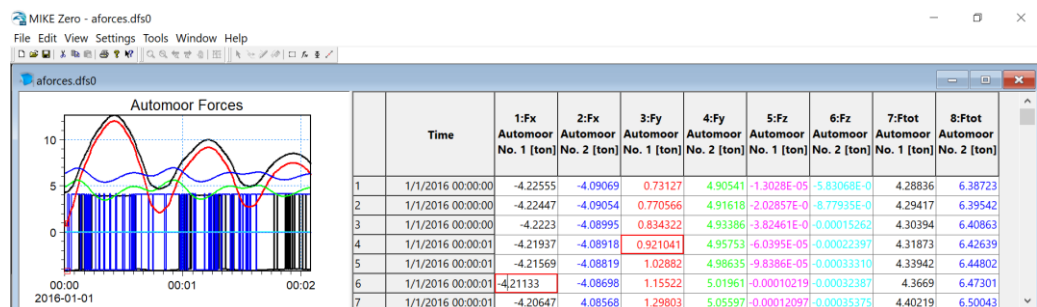 MIKE Zero - aforces.dfs0
File Edit View Settings Tools Window Help
aforces.dfs0
Automoor Forces
10
5
0
00:00 00:01 00:02
2016-01-01
Time 1:Fx Automoor No. 1 [ton] 2:Fx Automoor No. 2 [ton] 3:Fy Automoor No. 1 [ton] 4:Fy Automoor No. 2 [ton] 5:Fz Automoor No. 1 [ton] 6:Fz Automoor No. 2 [ton] 7:Ftot Automoor No. 1 [ton] 8:Ftot Automoor No. 2 [ton]
1 1/1/2016 00:00:00 -4.22555 -4.09069 0.73127 4.90541 -1.3028E-05 -5.83068E-0 4.28836 6.38723
2 1/1/2016 00:00:00 -4.22447 -4.09054 0.770566 4.91618 -2.02857E-0 -8.77935E-0 4.29417 6.39542
3 1/1/2016 00:00:00 -4.2223 -4.08995 0.834322 4.93386 -3.82461E-0 -0.00015262 4.30394 6.40863
4 1/1/2016 00:00:01 -4.21937 -4.08918 0.921041 4.95753 -6.0395E-05 -0.00022397 4.31873 6.42639
5 1/1/2016 00:00:01 -4.21569 -4.08819 1.02882 4.98635 -9.8386E-05 -0.00033310 4.33942 6.44802
6 1/1/2016 00:00:01 -4.21133 -4.08698 1.15522 5.01961 -0.00010216 -0.00032387 4.3669 6.47301
7 1/1/2016 00:00:01 -4.20647 4.08568 1.29803 5.05597 -0.00012097 -0.00035375 4.40219 6.50043